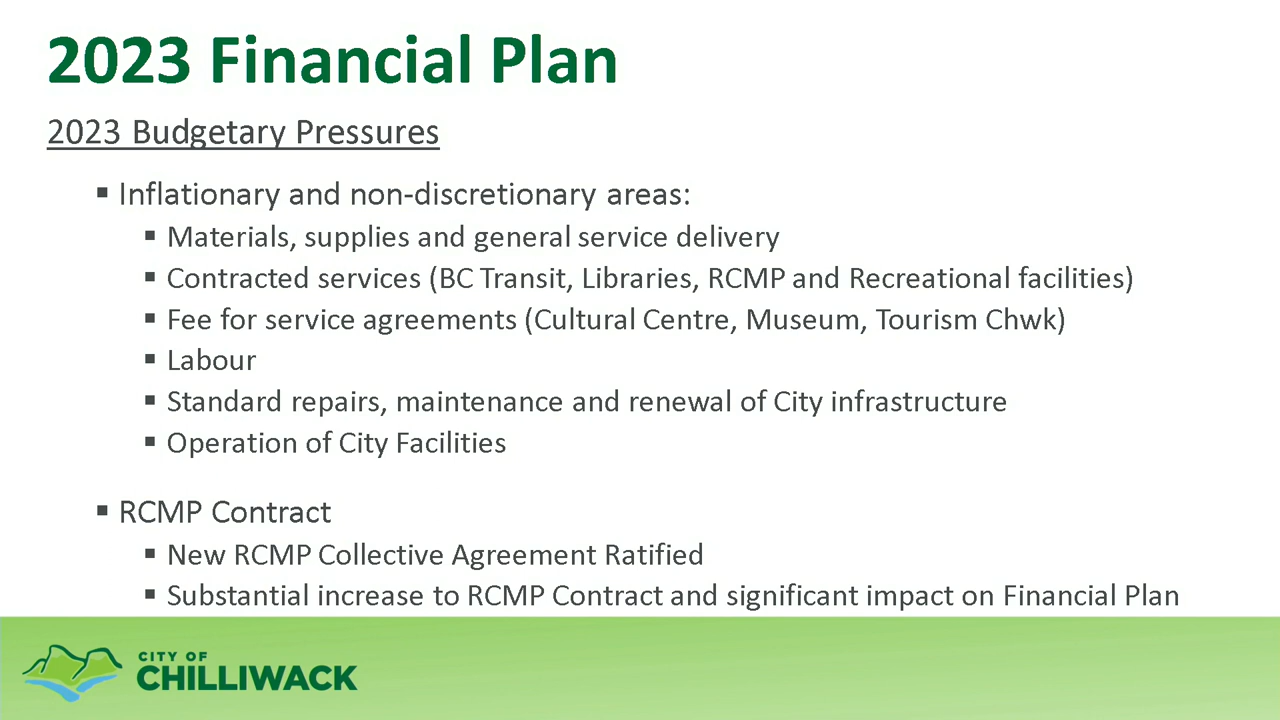 2023 Financial Plan
2023 Budgetary Pressures
▪ Inflationary and non-discretionary areas:
▪ Materials, supplies and general service delivery
▪ Contracted services (BC Transit, Libraries, RCMP and Recreational facilities)
▪ Fee for service agreements (Cultural Centre, Museum, Tourism Chwk)
▪ Labour
▪ Standard repairs, maintenance and renewal of City infrastructure
▪ Operation of City Facilities
▪ RCMP Contract
▪ New RCMP Collective Agreement Ratified
▪ Substantial increase to RCMP Contract and significant impact on Financial Plan
CITY OF
CHILLIWACK